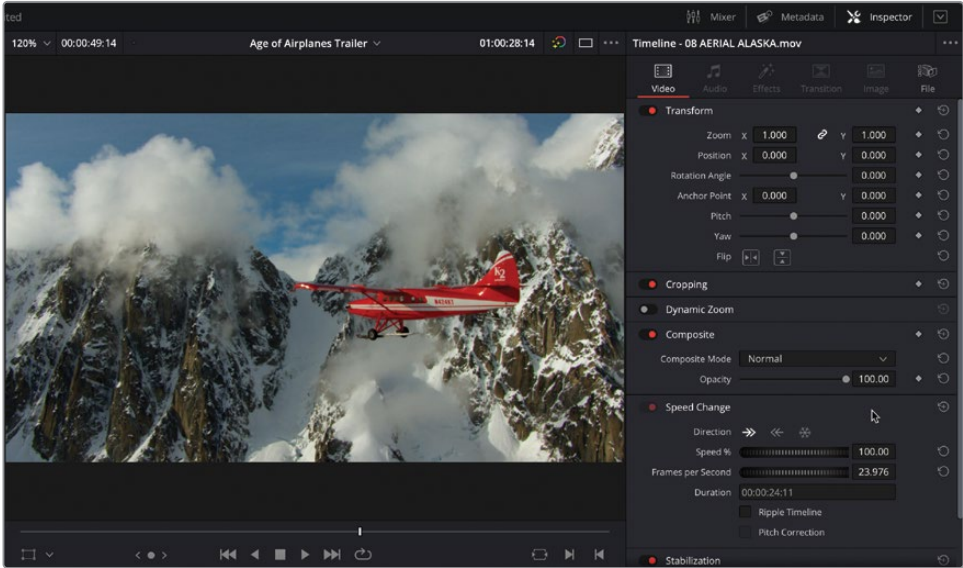 ted
Mixer
Metadata
Inspector
120%
00:00:49:14
Age of Airplanes Trailer
01:00:28:14
Timeline - 08 AERIAL ALASKA.mov
Video
Audio
Effects
Transition
Image
File
Transform
Zoom X 1.000 Y 1.000
Position X 0.000 Y 0.000
Rotation Angle 0.000
Anchor Point X 0.000 Y 0.000
Pitch 0.000
Yaw 0.000
Flip
Cropping
Dynamic Zoom
Composite
Composite Mode Normal
Opacity 100.00
Speed Change
Direction
Speed % 100.00
Frames per Second 23.976
Duration 00:00:24:11
Ripple Timeline
Pitch Correction
Stabilization
K2